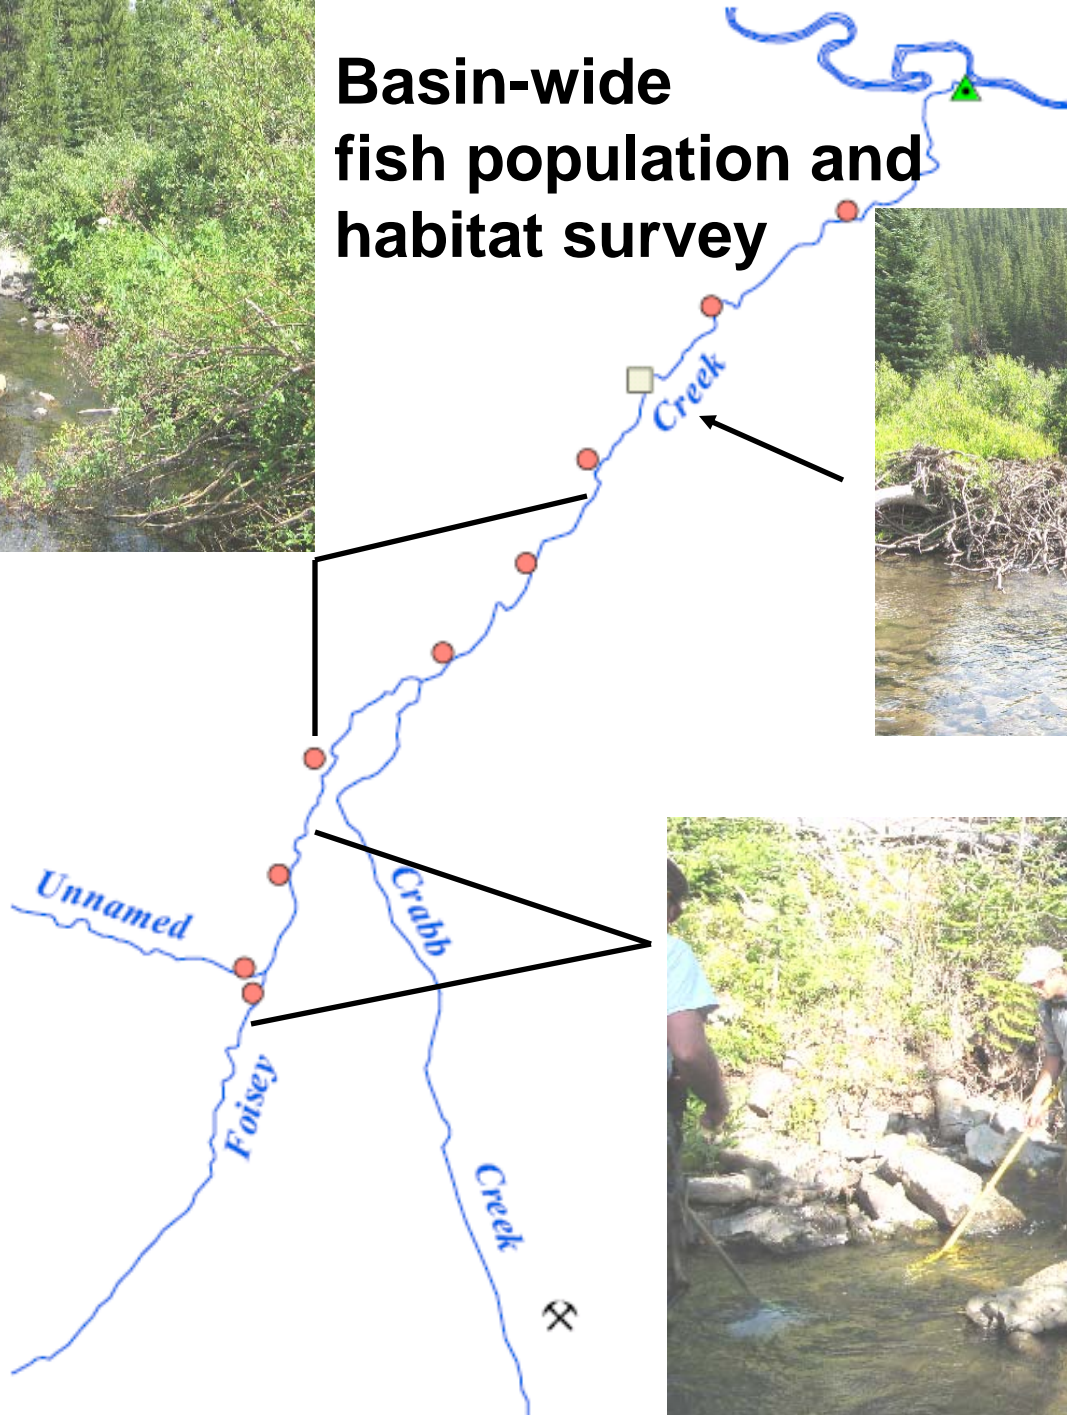 Basin-wide
fish population and
habitat survey
Creek
Unnamed
Crabb
Foisey
Creek